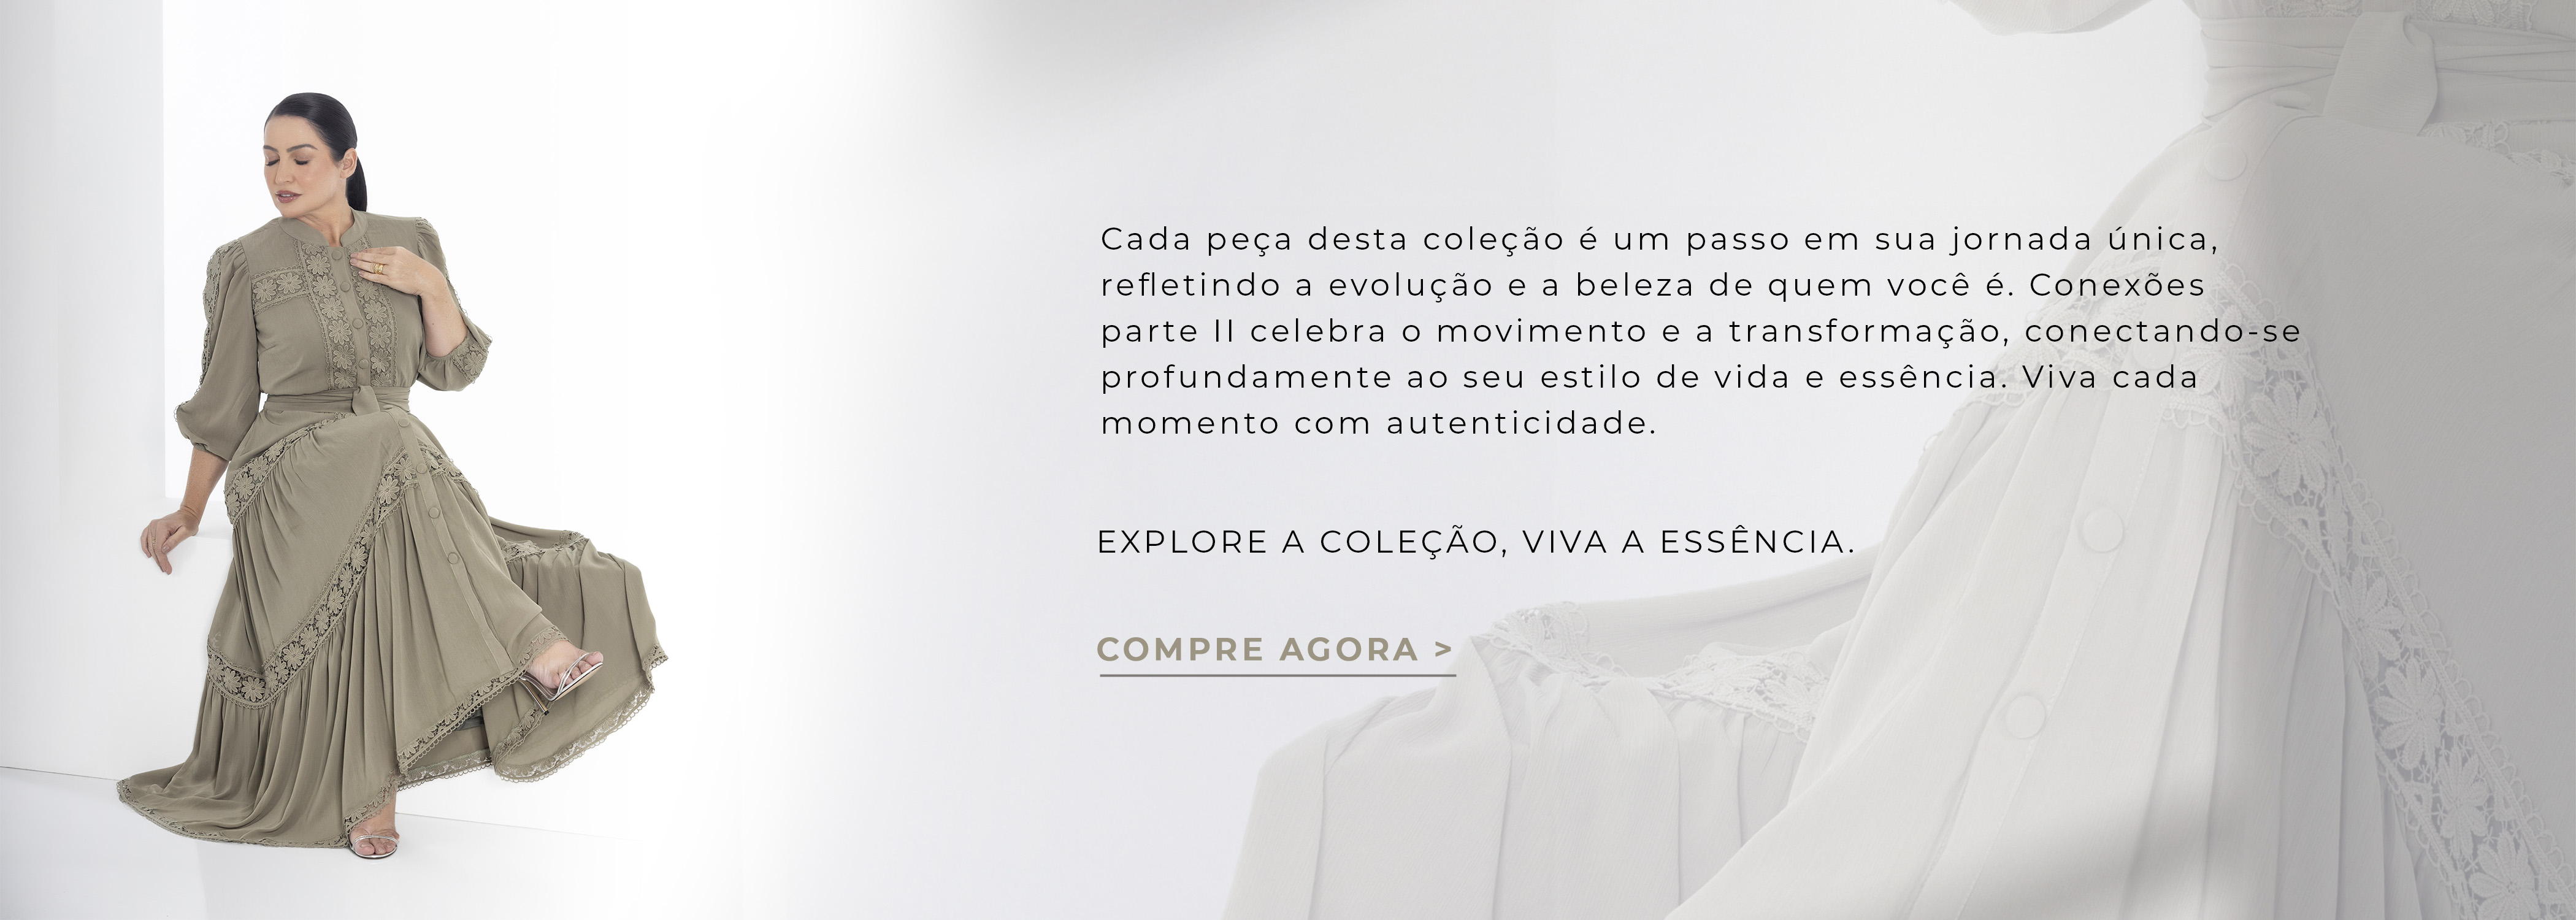 Cada peça desta coleção é um passo em sua jornada única,
refletindo a evolução e a beleza de quem você é. Conexões
parte II celebra o movimento e a transformação, conectando-se
profundamente ao seu estilo de vida e essência. Viva cada
momento com autenticidade.
EXPLORE A COLEÇÃO, VIVA A ESSÊNCIA.
COMPRE AGORA >